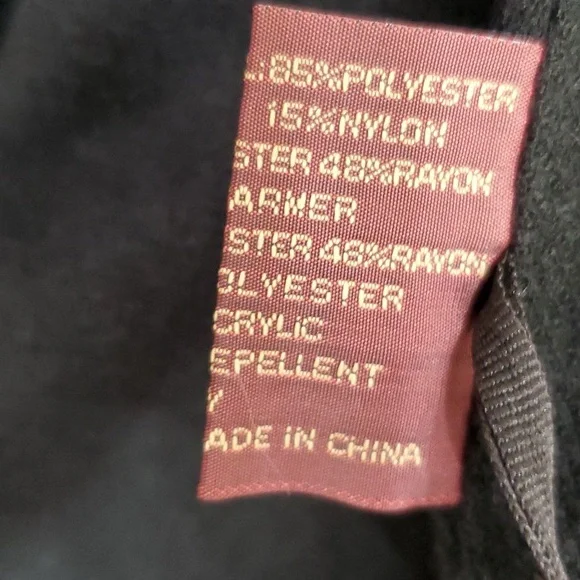 L:85%POLYESTER
15%NYLON
STER 48%RAYON
ARMER
STER 48%RAYON
OLYESTER
CRYLIC
EPELLENT
Y
ADE IN CHINA